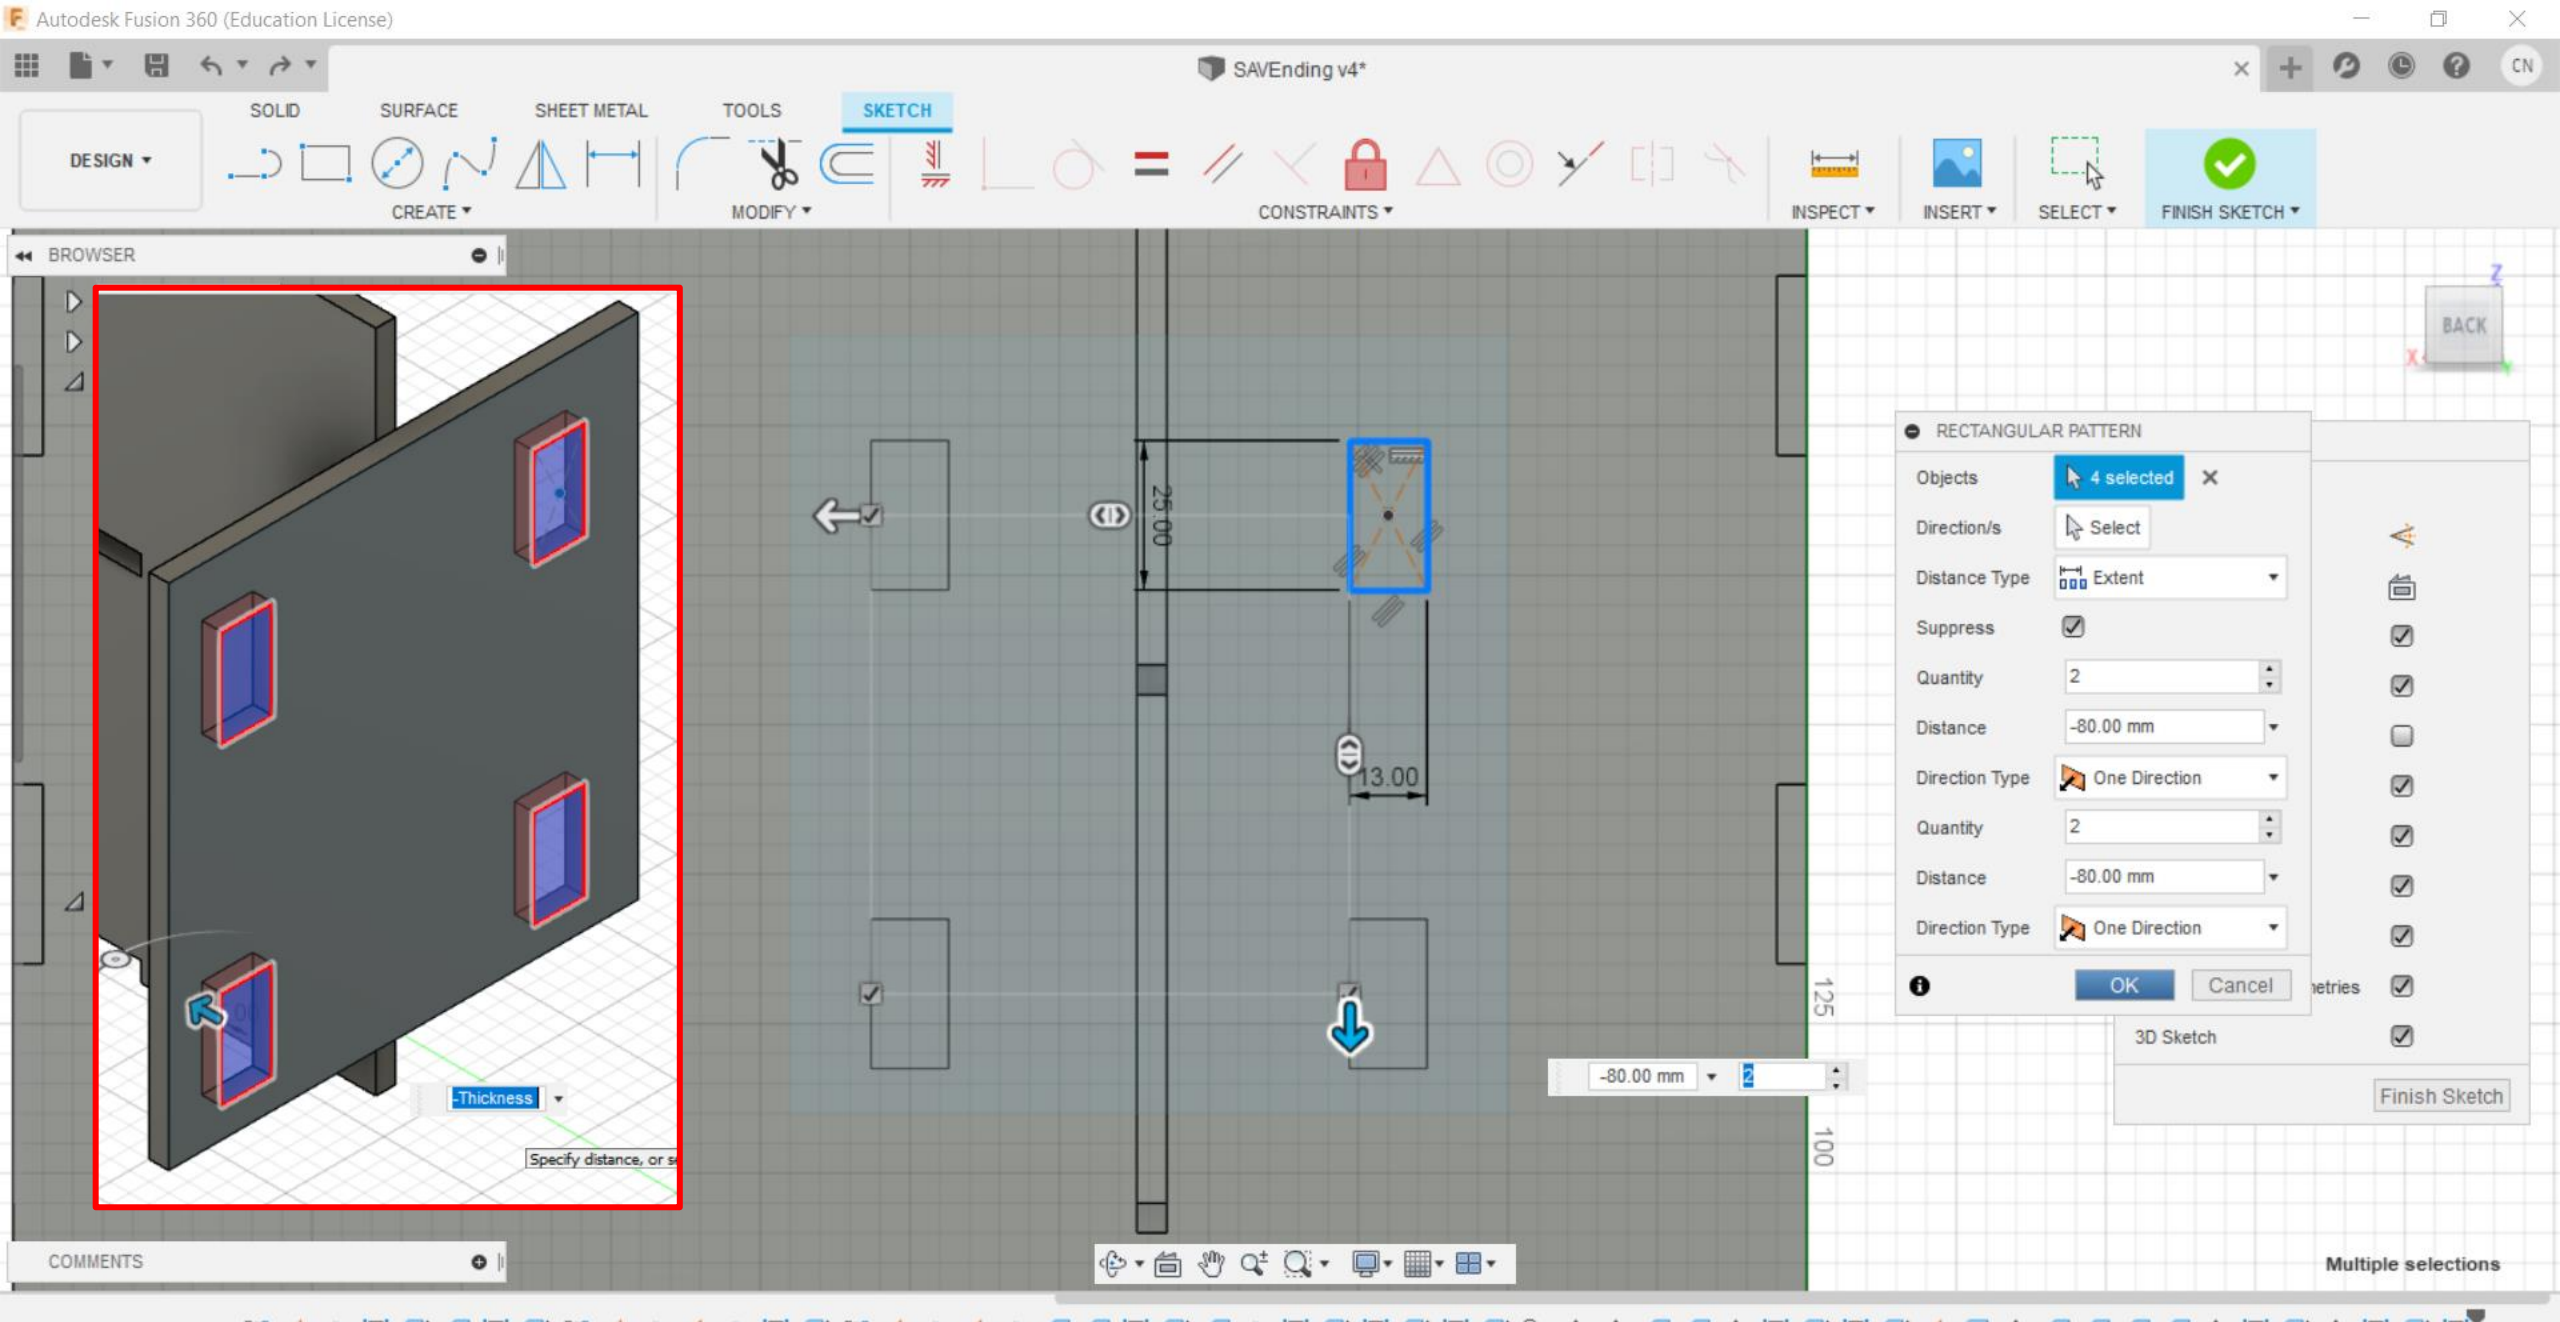 Autodesk Fusion 360 (Education License)
SAVEnding v4*
CN
DESIGN
SOLID SURFACE SHEET METAL TOOLS SKETCH
CREATE MODIFY CONSTRAINTS INSPECT INSERT SELECT FINISH SKETCH
BROWSER
Z
BACK
X
RECTANGULAR PATTERN
Objects 4 selected
Direction/s Select
Distance Type Extent
Suppress
Quantity 2
Distance -80.00 mm
Direction Type One Direction
Quantity 2
Distance -80.00 mm
Direction Type One Direction
OK Cancel
etries
3D Sketch
Finish Sketch
25.00
13.00
125
100
-80.00 mm 2
-Thickness
Specify distance, or s
COMMENTS
Multiple selections